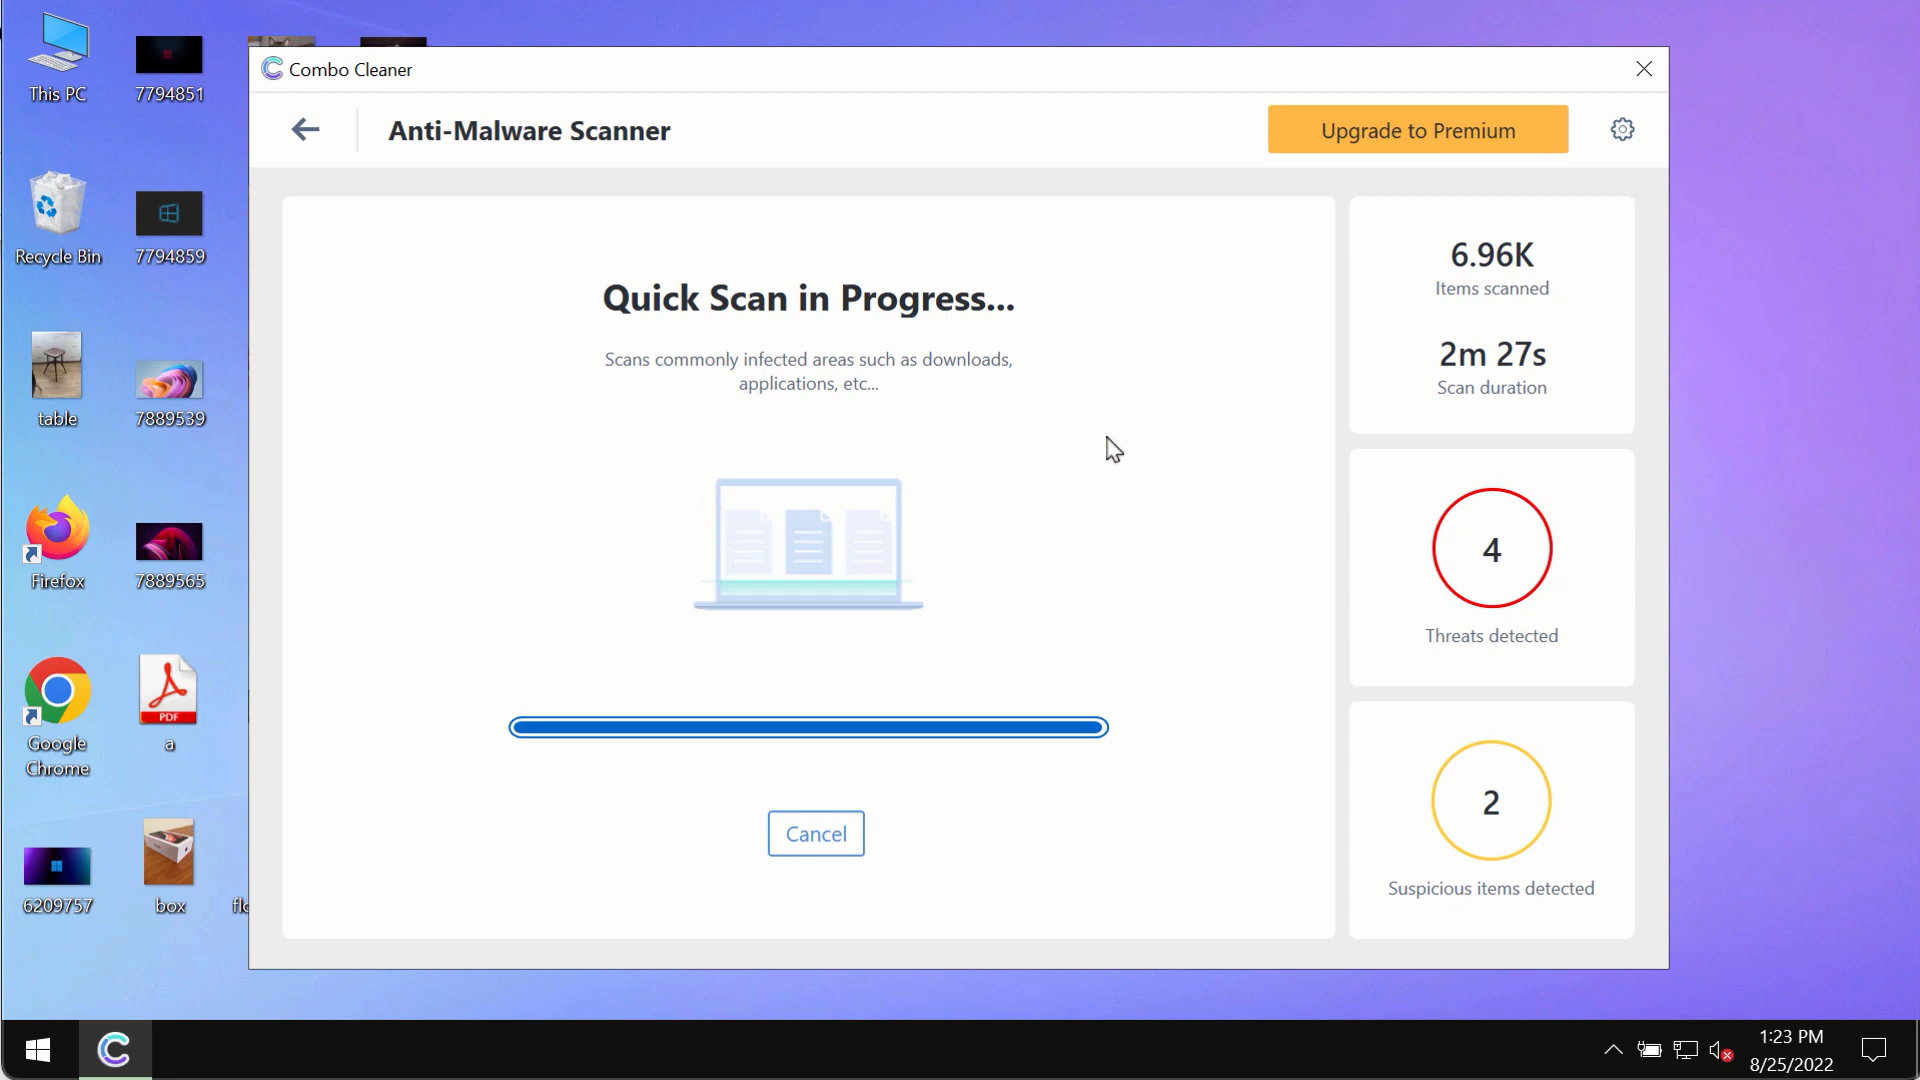 This PC
7794851
Recycle Bin
7794859
table
7889539
Firefox
7889565
Google
Chrome
PDF
a
6209757
box
Combo Cleaner
Anti-Malware Scanner
Upgrade to Premium
Quick Scan in Progress...
Scans commonly infected areas such as downloads,
applications, etc...
Cancel
6.96K
Items scanned
2m 27s
Scan duration
4
Threats detected
2
Suspicious items detected
1:23 PM
8/25/2022